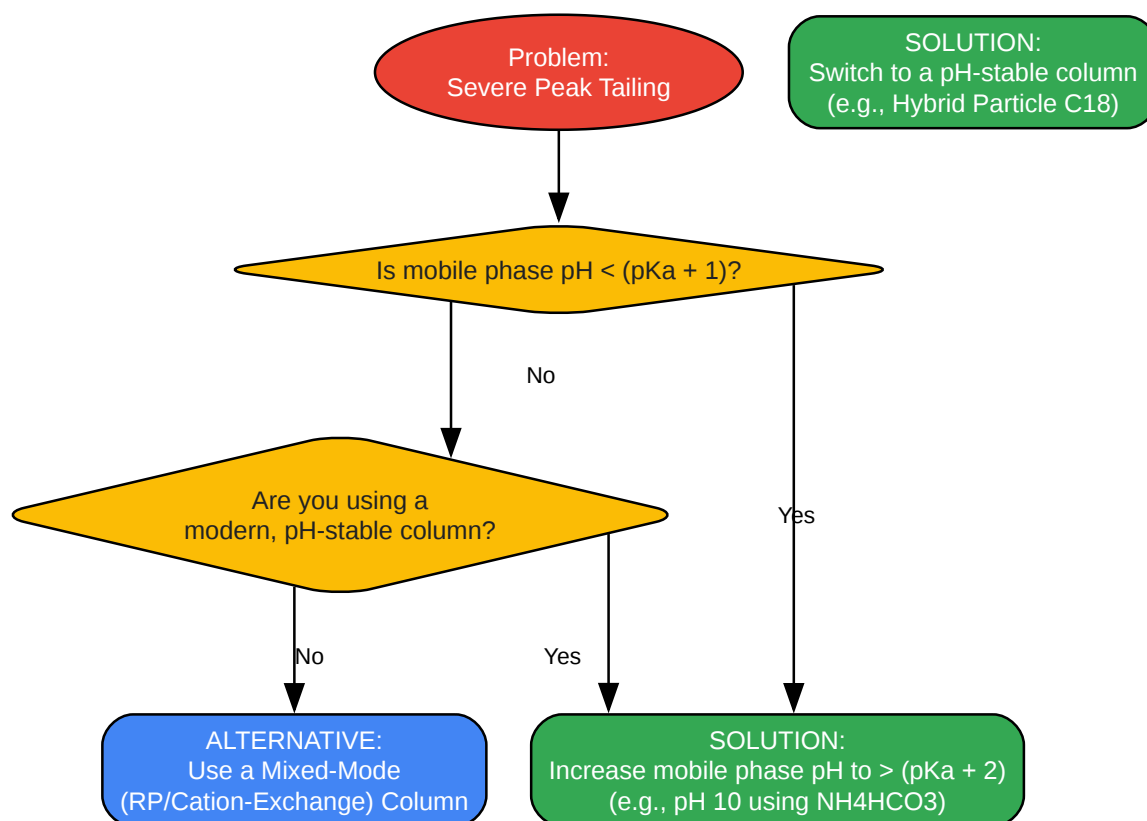 Problem:
Severe Peak Tailing
SOLUTION:
Switch to a pH-stable column
(e.g., Hybrid Particle C18)
Is mobile phase pH < (pKa + 1)?
No
Are you using a
modern, pH-stable column?
Yes
No
Yes
ALTERNATIVE:
Use a Mixed-Mode
(RP/Cation-Exchange) Column
SOLUTION:
Increase mobile phase pH to > (pKa + 2)
(e.g., pH 10 using NH4HCO3)